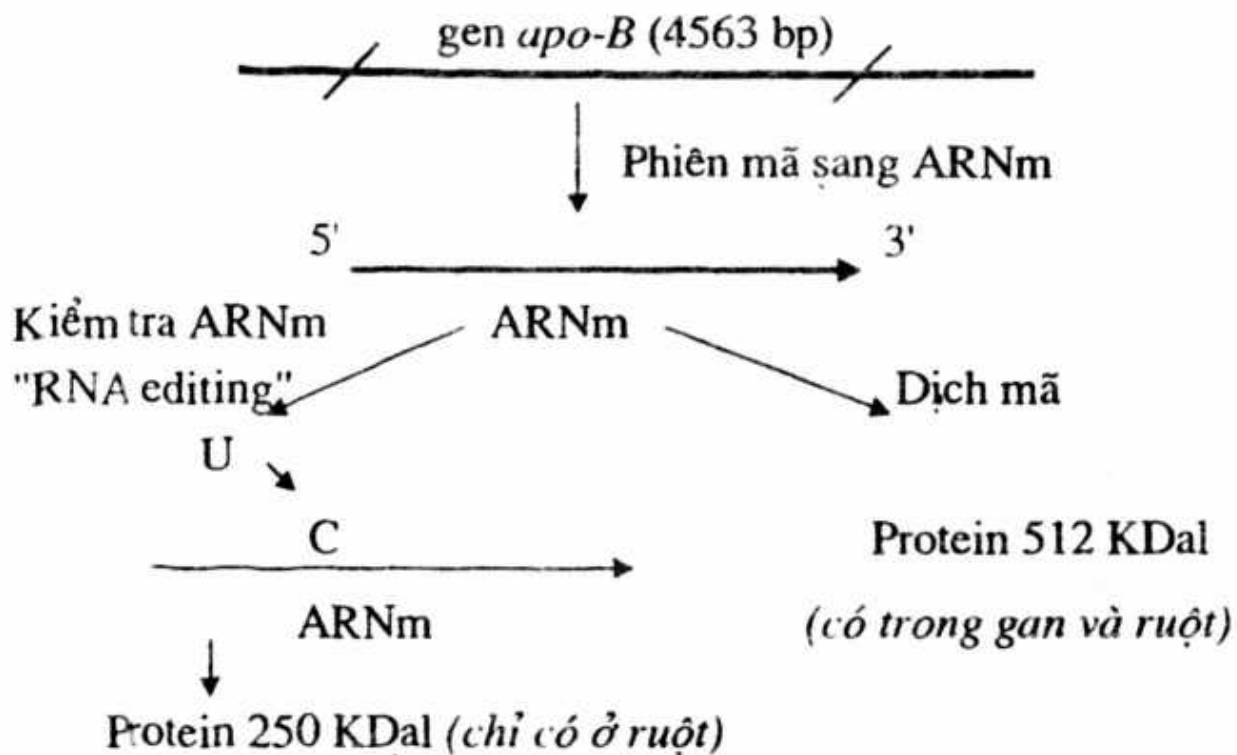 gen apo-B (4563 bp)
Phiên mã sang ARNm
5' 3'
Kiểm tra ARNm ARNm
"RNA editing" Dịch mã
U
C Protein 512 KDal
ARNm (có trong gan và ruột)
Protein 250 KDal (chỉ có ở ruột)